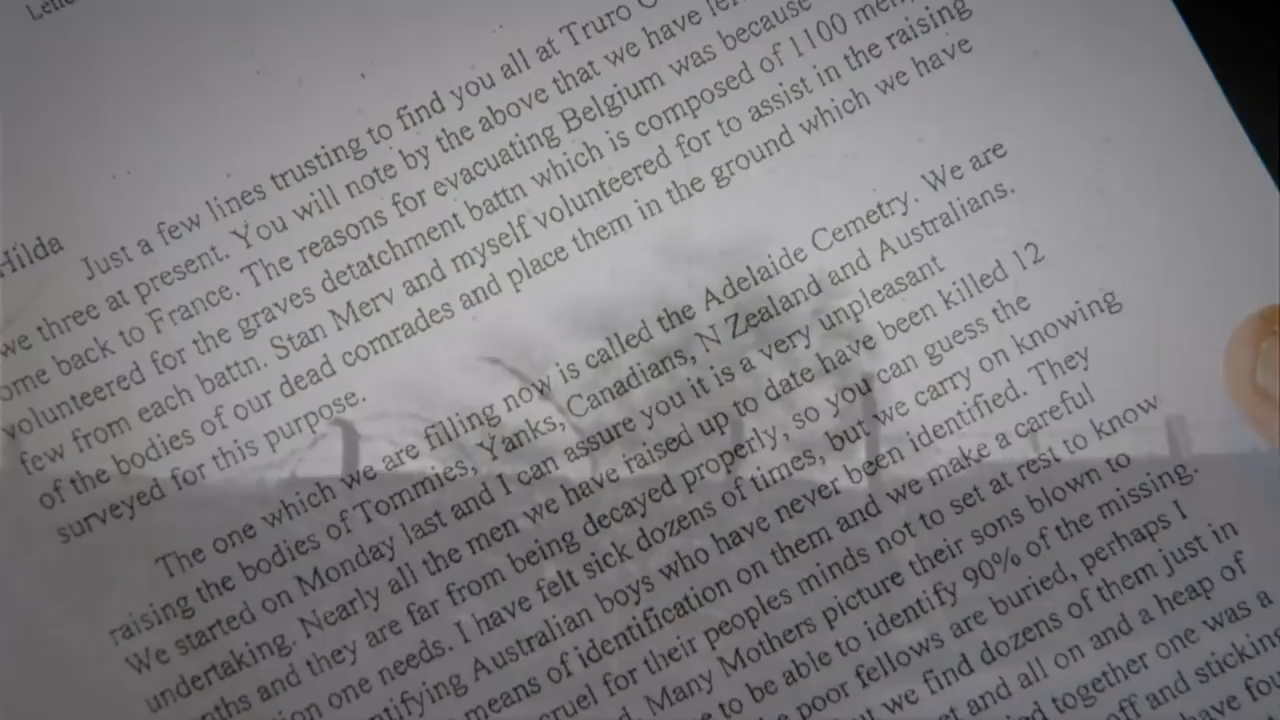 Hilda
Just a few lines trusting to find you all at Truro
we three at present. You will note by the above that we have
ome back to France. The reasons for evacuating Belgium was because
volunteered for the graves detatchment battn which is composed of 1100 men
few from each battn. Stan Merv and myself volunteered for to assist in the raising
of the bodies of our dead comrades and place them in the ground which we have
surveyed for this purpose.
The one which we are filling now is called the Adelaide Cemetry. We are
raising the bodies of Tommies, Yanks, Canadians, N Zealand and Australians.
We started on Monday last and I can assure you it is a very unpleasant
undertaking. Nearly all the men we have raised up to date have been killed 12
ths and they are far from being decayed properly, so you can guess the
ion one needs. I have felt sick dozens of times, but we carry on knowing
ntifying Australian boys who have never been identified. They
means of identification on them and we make a careful
cruel for their peoples minds not to set at rest to know
d. Many Mothers picture their sons blown to
e to be able to identify 90% of the missing.
poor fellows are buried, perhaps I
we find dozens of them just in
et and all on and a heap of
ed together one was a
ff and sticking
have fou